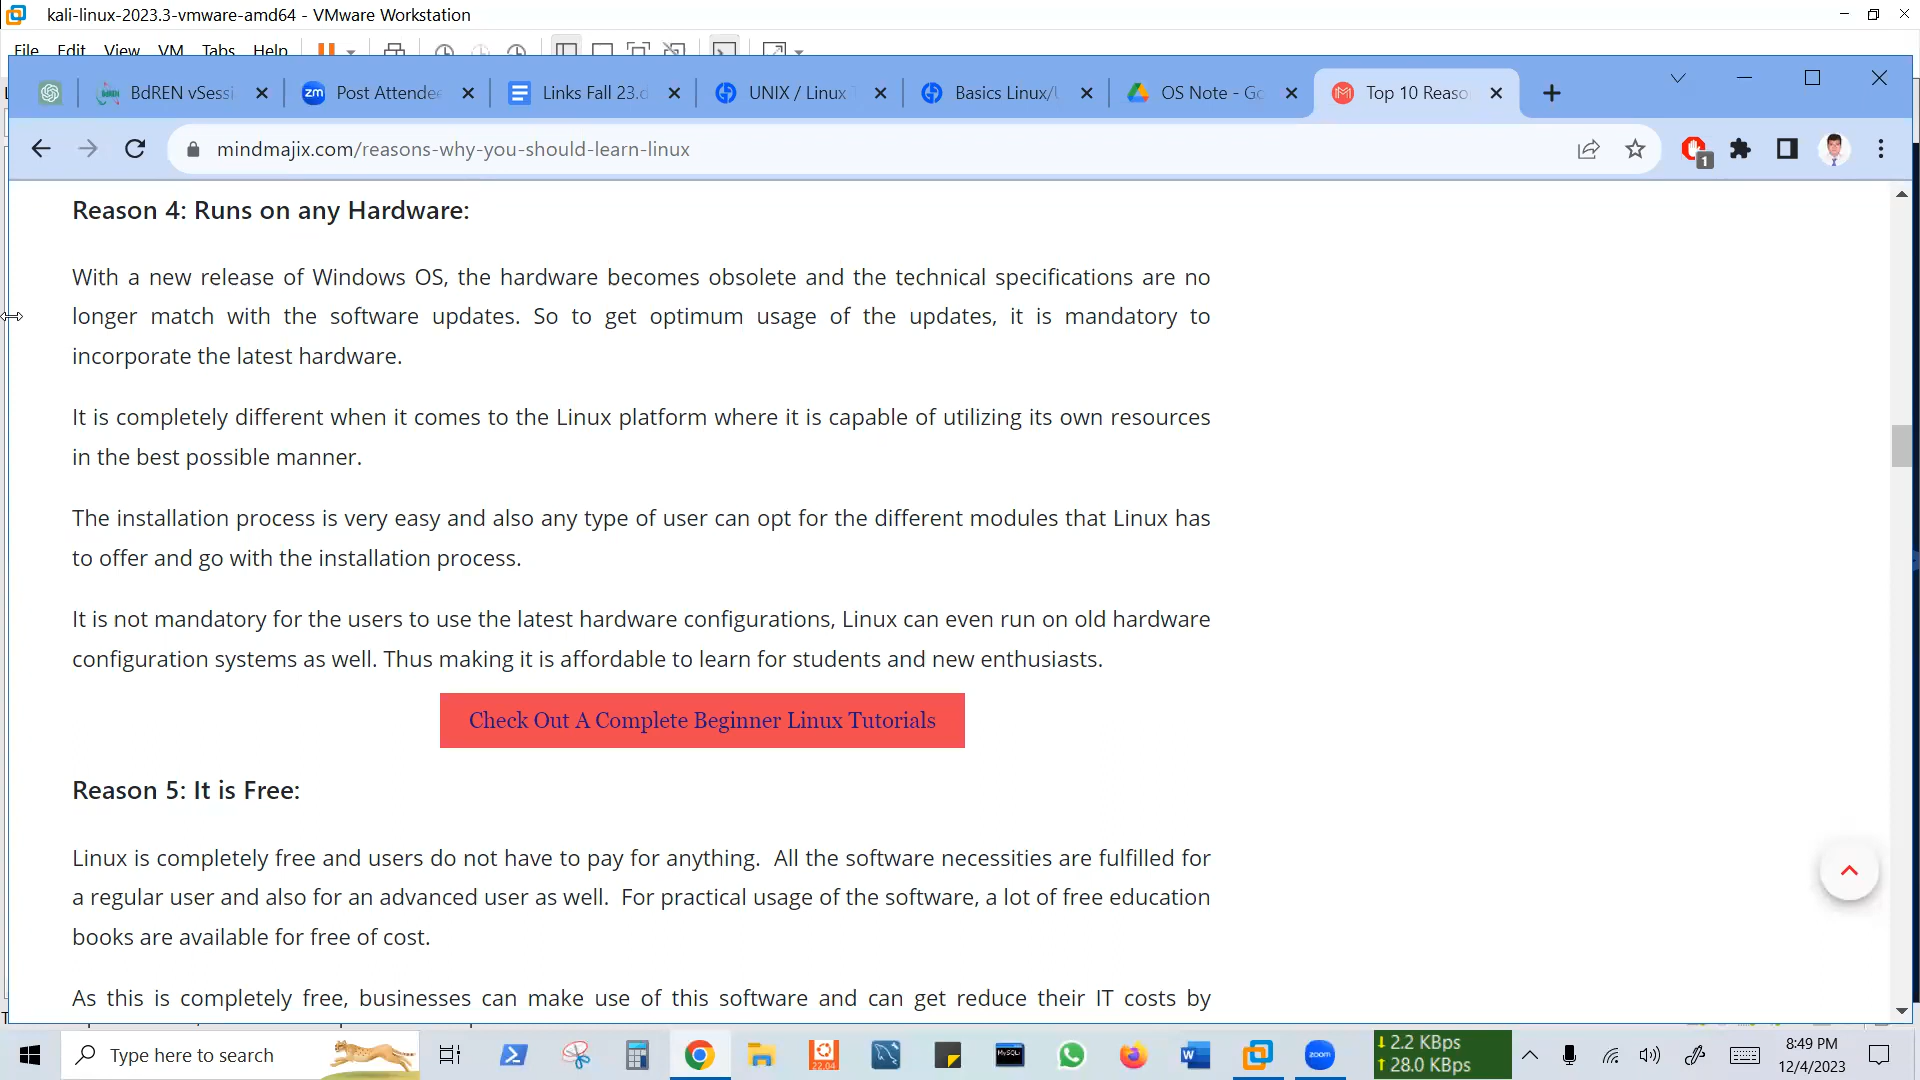 kali-linux-2023.3-vmware-amd64 - VMware Workstation
File Edit View VM Tabs Help
BdREN vSessi
zm Post Attendee
Links Fall 23.d
UNIX / Linux
Basics Linux/
OS Note - Go
Top 10 Reaso
mindmajix.com/reasons-why-you-should-learn-linux
1
Reason 4: Runs on any Hardware:
With a new release of Windows OS, the hardware becomes obsolete and the technical specifications are no
longer match with the software updates. So to get optimum usage of the updates, it is mandatory to
incorporate the latest hardware.
It is completely different when it comes to the Linux platform where it is capable of utilizing its own resources
in the best possible manner.
The installation process is very easy and also any type of user can opt for the different modules that Linux has
to offer and go with the installation process.
It is not mandatory for the users to use the latest hardware configurations, Linux can even run on old hardware
configuration systems as well. Thus making it is affordable to learn for students and new enthusiasts.
Check Out A Complete Beginner Linux Tutorials
Reason 5: It is Free:
Linux is completely free and users do not have to pay for anything.  All the software necessities are fulfilled for
a regular user and also for an advanced user as well.  For practical usage of the software, a lot of free education
books are available for free of cost.
As this is completely free, businesses can make use of this software and can get reduce their IT costs by
Type here to search
22.04
MySQL
W
zoom
2.2 KBps
28.0 KBps
8:49 PM
12/4/2023